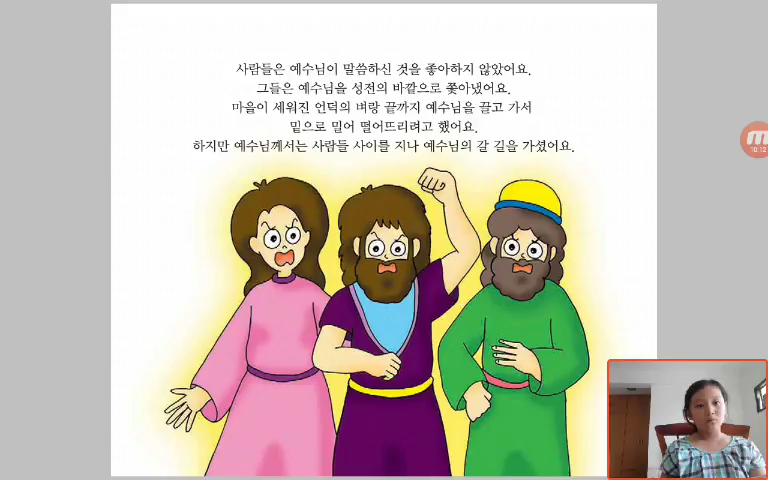 사람들은 예수님이 말씀하신 것을 좋아하지 않았어요.
그들은 예수님을 성전의 바깥으로 쫓아냈어요.
마을이 세워진 언덕의 벼랑 끝까지 예수님을 끌고 가서
밑으로 밀어 떨어뜨리려고 했어요.
하지만 예수님께서는 사람들 사이를 지나 예수님의 갈 길을 가셨어요.
10:12